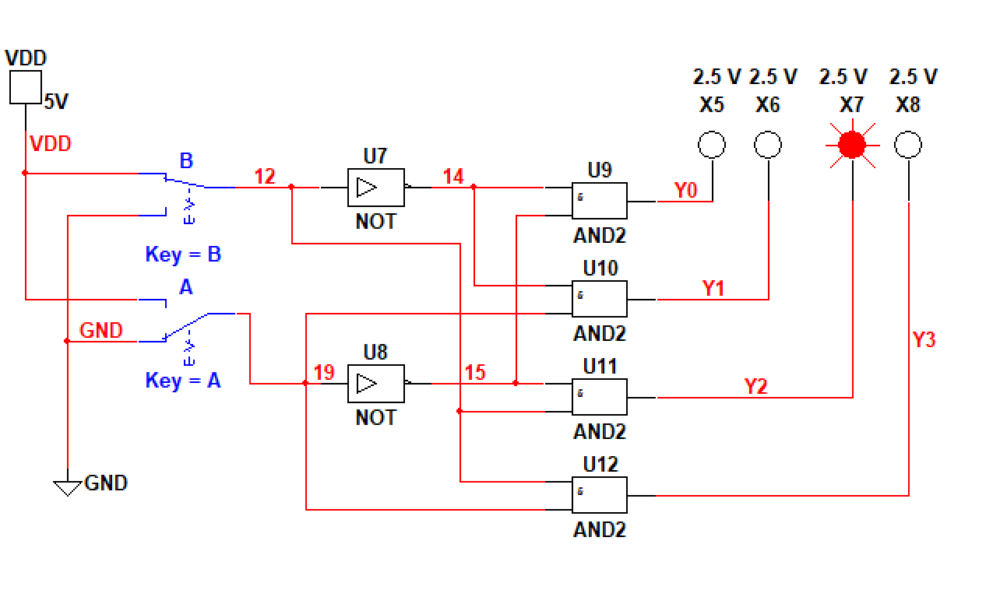 VDD
5V
VDD
B
Key = B
A
GND
Key = A
GND
12
U7
NOT
14
19
U8
NOT
15
U9
&
AND2
U10
&
AND2
U11
&
AND2
U12
&
AND2
Y0
Y1
Y2
Y3
2.5 V 2.5 V 2.5 V 2.5 V
X5 X6 X7 X8